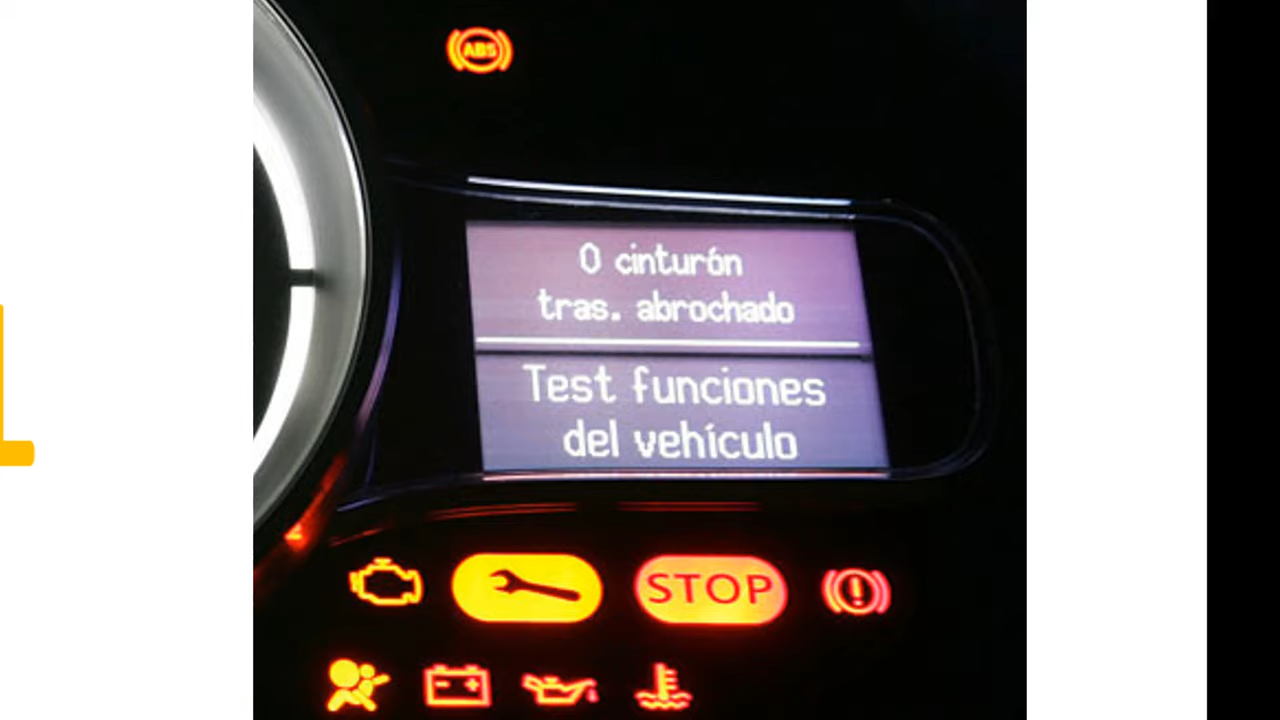 ABS
0 cinturón
tras. abrochado
Test funciones
del vehículo
STOP